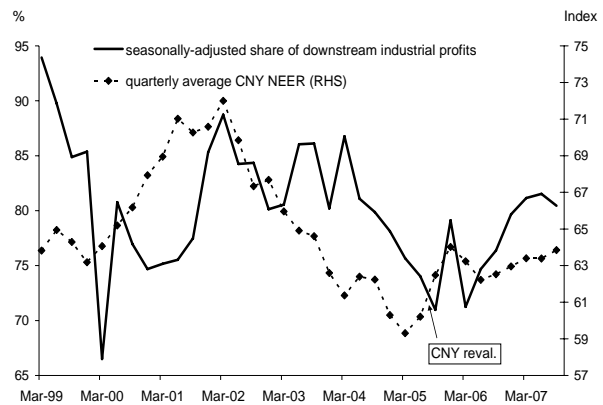 % Index
95 75
seasonally-adjusted share of downstream industrial profits
73
quarterly average CNY NEER (RHS)
90 71
69
85
67
80 65
75 63
61
70
59
CNY reval.
65 57
Mar-99 Mar-00 Mar-01 Mar-02 Mar-03 Mar-04 Mar-05 Mar-06 Mar-07